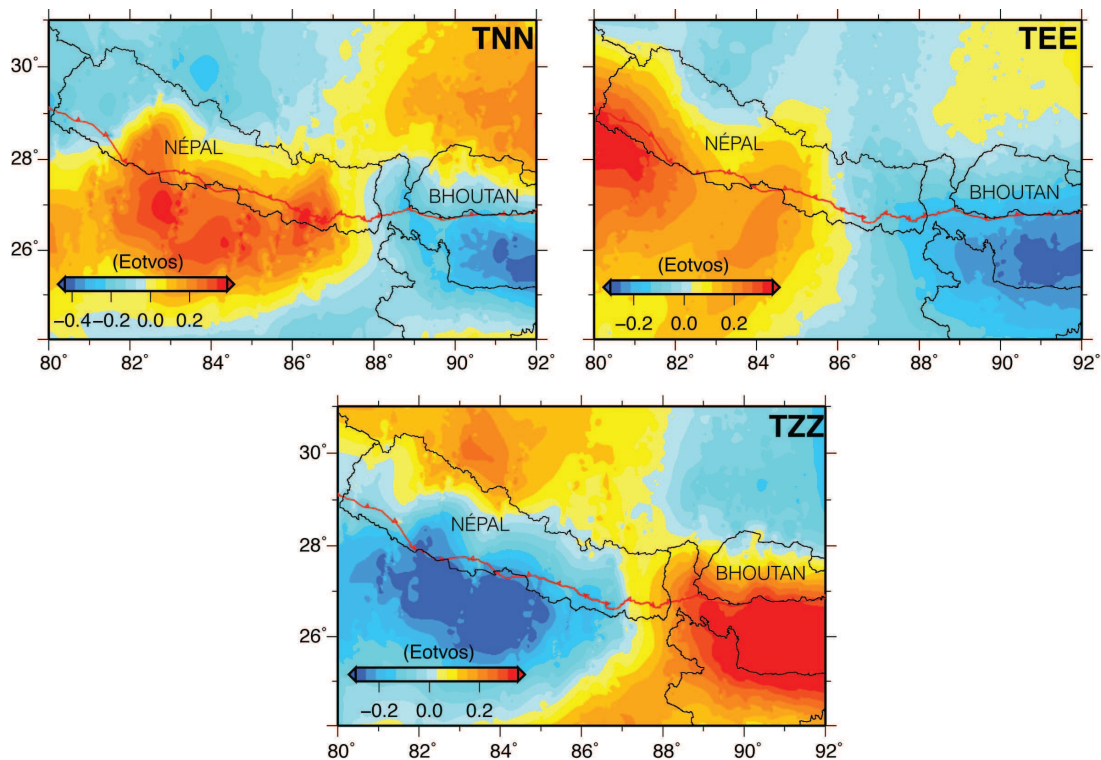 TNN
30°
28°
26°
NÉPAL
BHOUTAN
(Eotvos)
−0.4 −0.2 0.0 0.2
80 82 84 86 88 90 92
TEE
NÉPAL
BHOUTAN
(Eotvos)
−0.2 0.0 0.2
80 82 84 86 88 90 92
TZZ
30°
28°
26°
NÉPAL
BHOUTAN
(Eotvos)
−0.2 0.0 0.2
80° 82° 84° 86° 88° 90° 92°